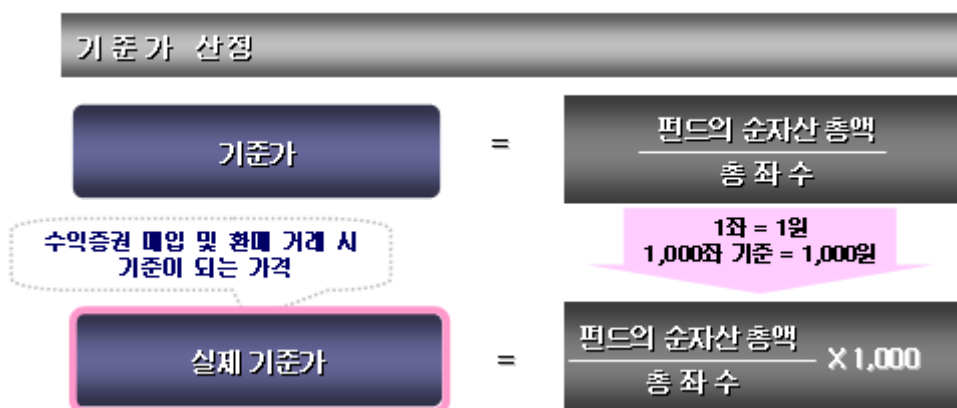 기준가 산정
기준가
=
펀드의 순자산 총액
총 좌 수
수익증권 매입 및 환매 거래 시
기준이 되는 가격
1좌 = 1원
1,000좌 기준 = 1,000원
실제 기준가
=
펀드의 순자산 총액
총 좌 수
X 1,000